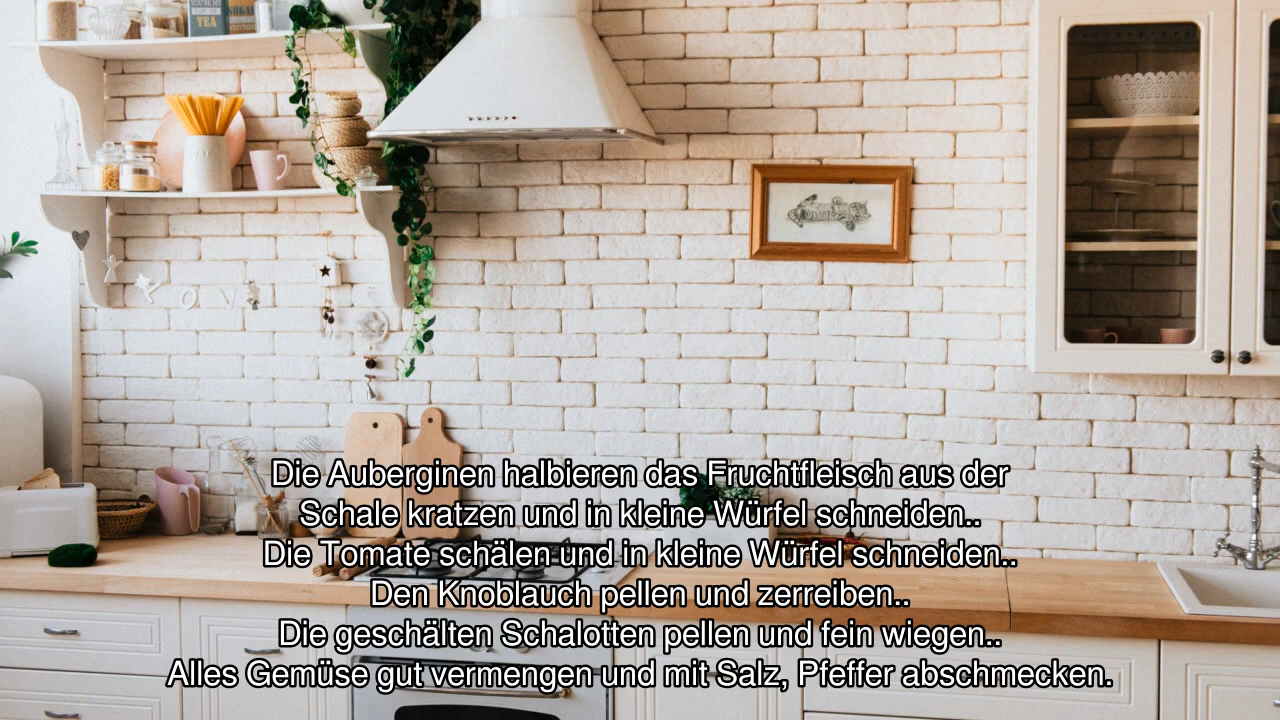 TEA
Die Auberginen halbieren das Fruchtfleisch aus der
Schale kratzen und in kleine Würfel schneiden..
Die Tomate schälen und in kleine Würfel schneiden..
Den Knoblauch pellen und zerreiben..
Die geschälten Schalotten pellen und fein wiegen..
Alles Gemüse gut vermengen und mit Salz, Pfeffer abschmecken.